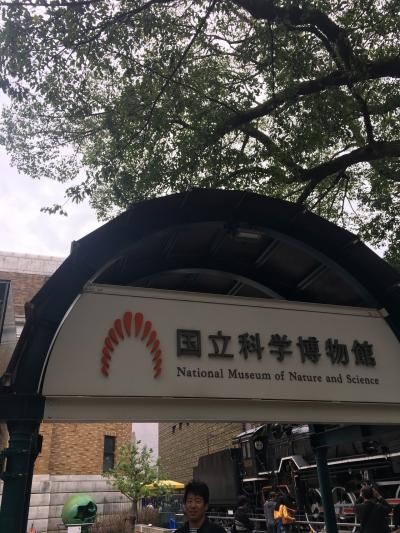 国立科学博物館
National Museum of Nature and Science